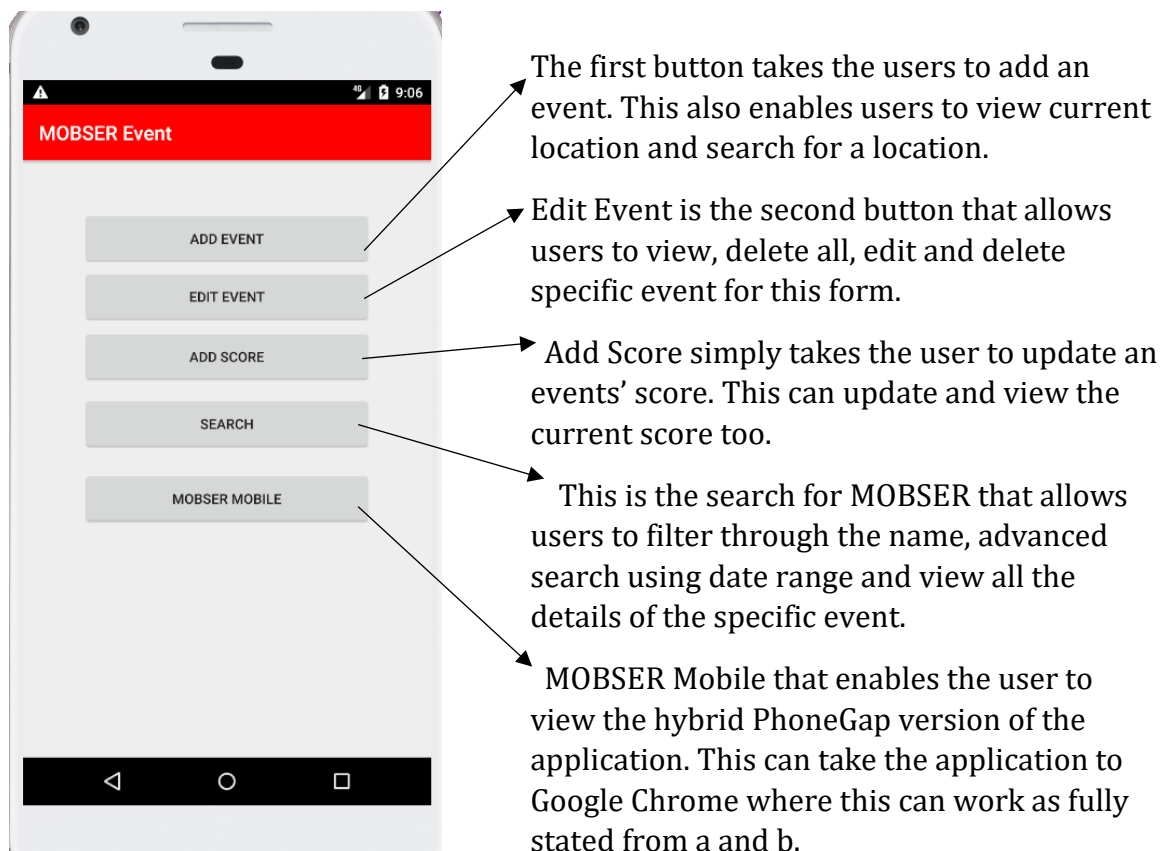 4G 9:06
MOBSER Event
ADD EVENT
EDIT EVENT
ADD SCORE
SEARCH
MOBSER MOBILE
The first button takes the users to add an
event. This also enables users to view current
location and search for a location.
Edit Event is the second button that allows
users to view, delete all, edit and delete
specific event for this form.
Add Score simply takes the user to update an
events’ score. This can update and view the
current score too.
This is the search for MOBSER that allows
users to filter through the name, advanced
search using date range and view all the
details of the specific event.
MOBSER Mobile that enables the user to
view the hybrid PhoneGap version of the
application. This can take the application to
Google Chrome where this can work as fully
stated from a and b.